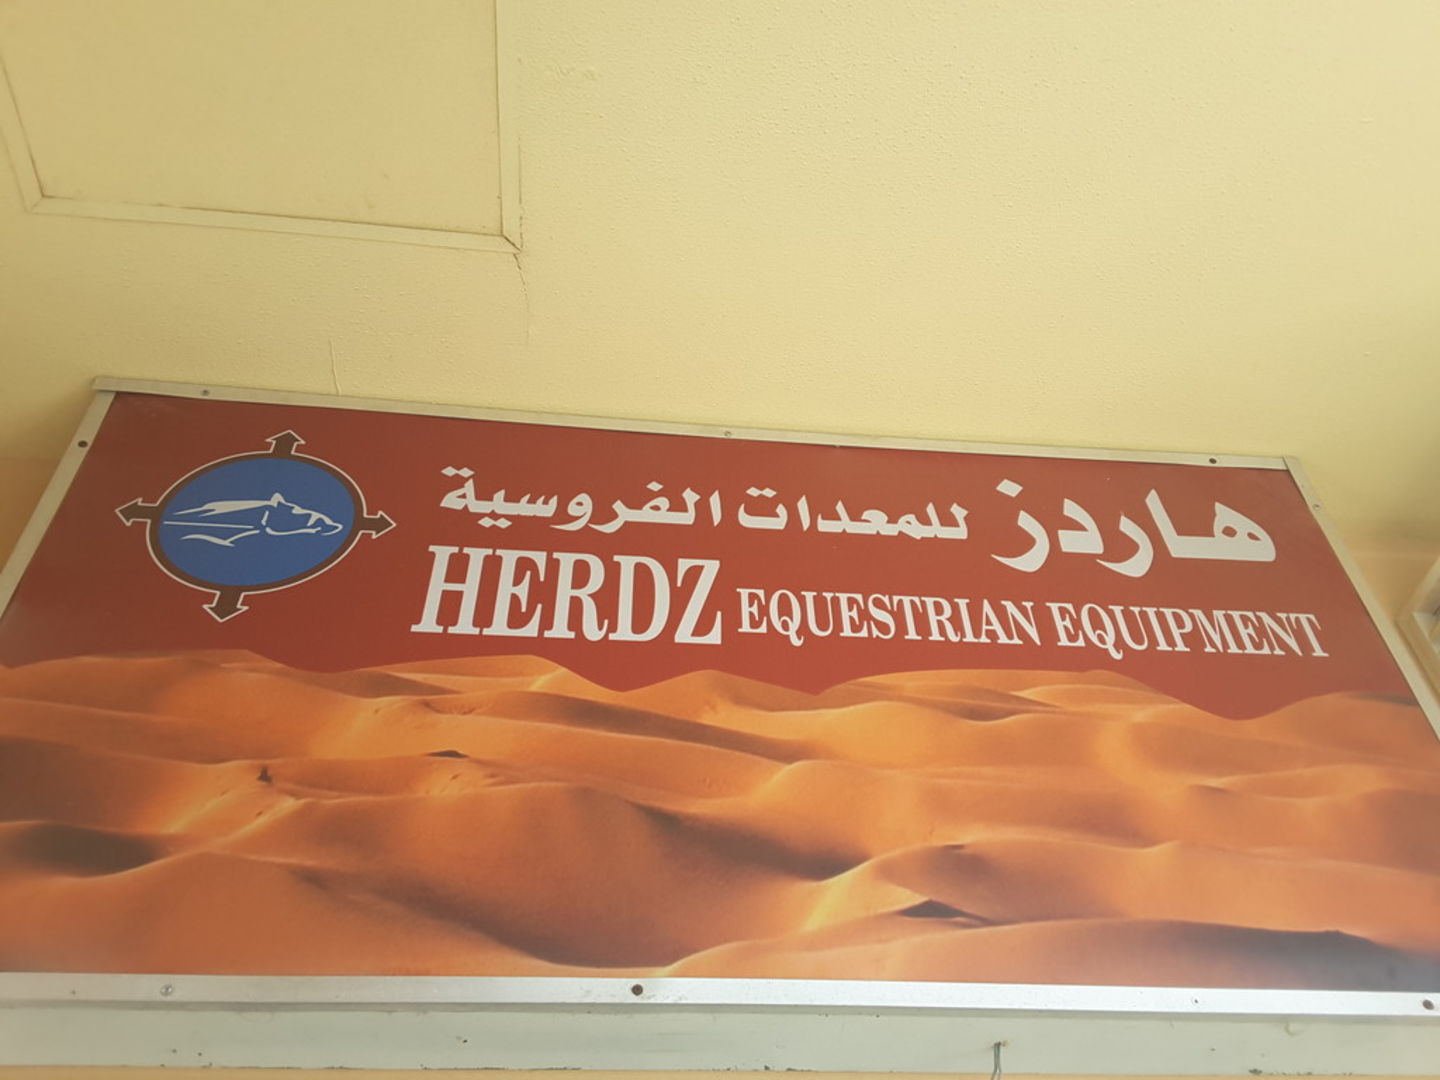 هاردز للمعدات الفروسية
HERDZ EQUESTRIAN EQUIPMENT